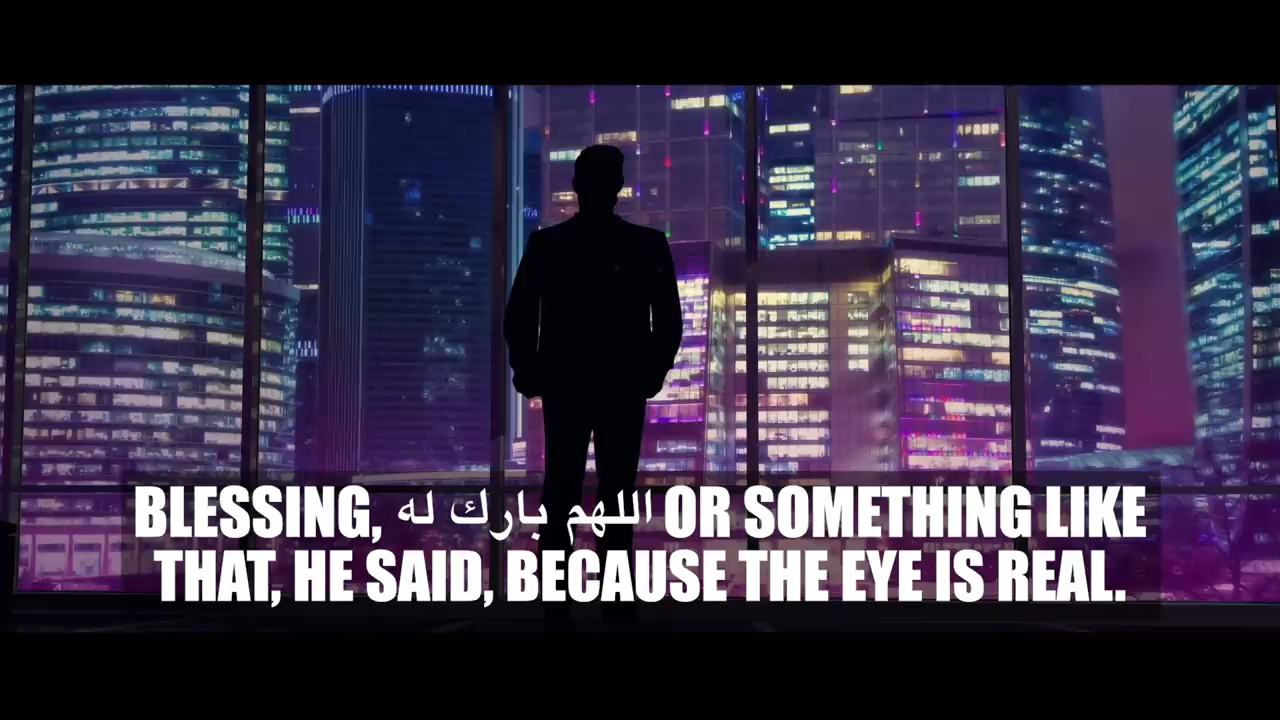 BLESSING, اللهم بارك له OR SOMETHING LIKE
THAT, HE SAID, BECAUSE THE EYE IS REAL.